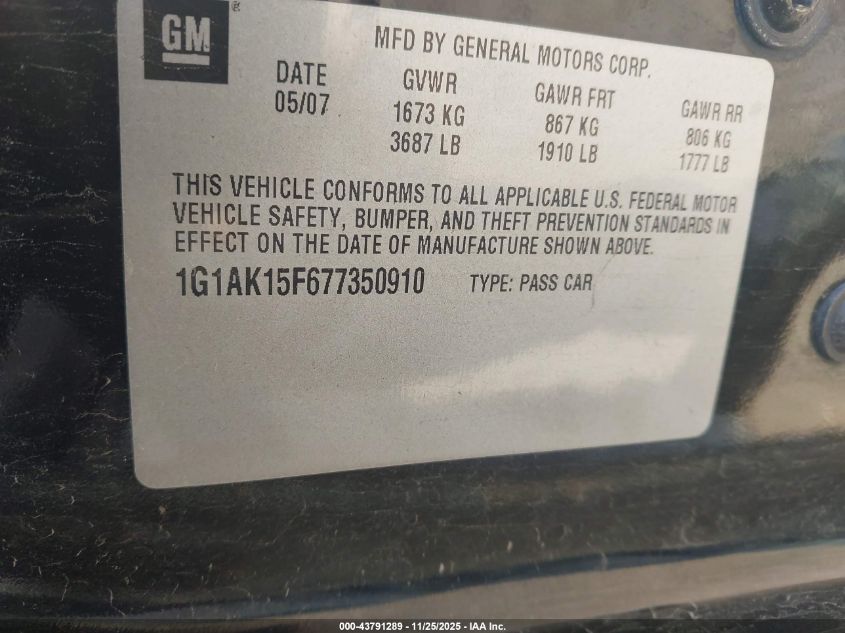 GM ®
MFD BY GENERAL MOTORS CORP.
DATE GVWR GAWR FRT GAWR RR
05/07 1673 KG 867 KG 806 KG
3687 LB 1910 LB 1777 LB
THIS VEHICLE CONFORMS TO ALL APPLICABLE U.S. FEDERAL MOTOR
VEHICLE SAFETY, BUMPER, AND THEFT PREVENTION STANDARDS IN
EFFECT ON THE DATE OF MANUFACTURE SHOWN ABOVE.
1G1AK15F677350910 TYPE: PASS CAR
000-43791289 - 11/25/2025 - IAA Inc.